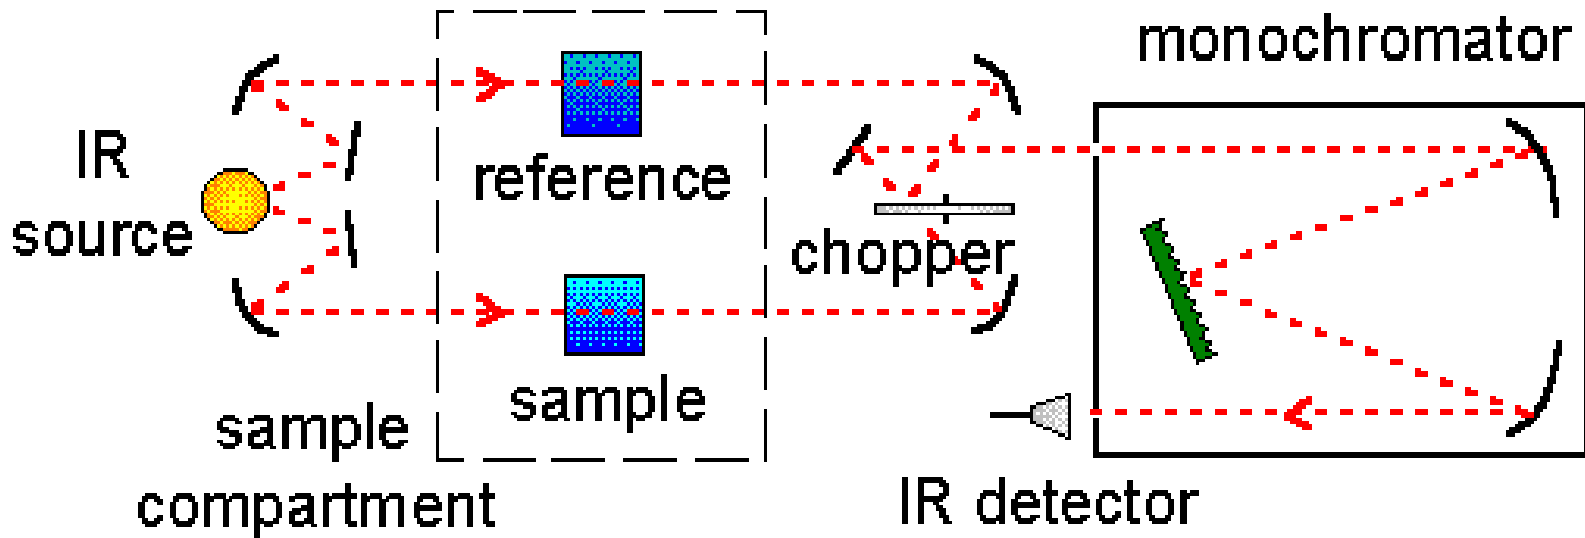 monochromator
IR
source
reference
chopper
sample
sample
compartment
IR detector